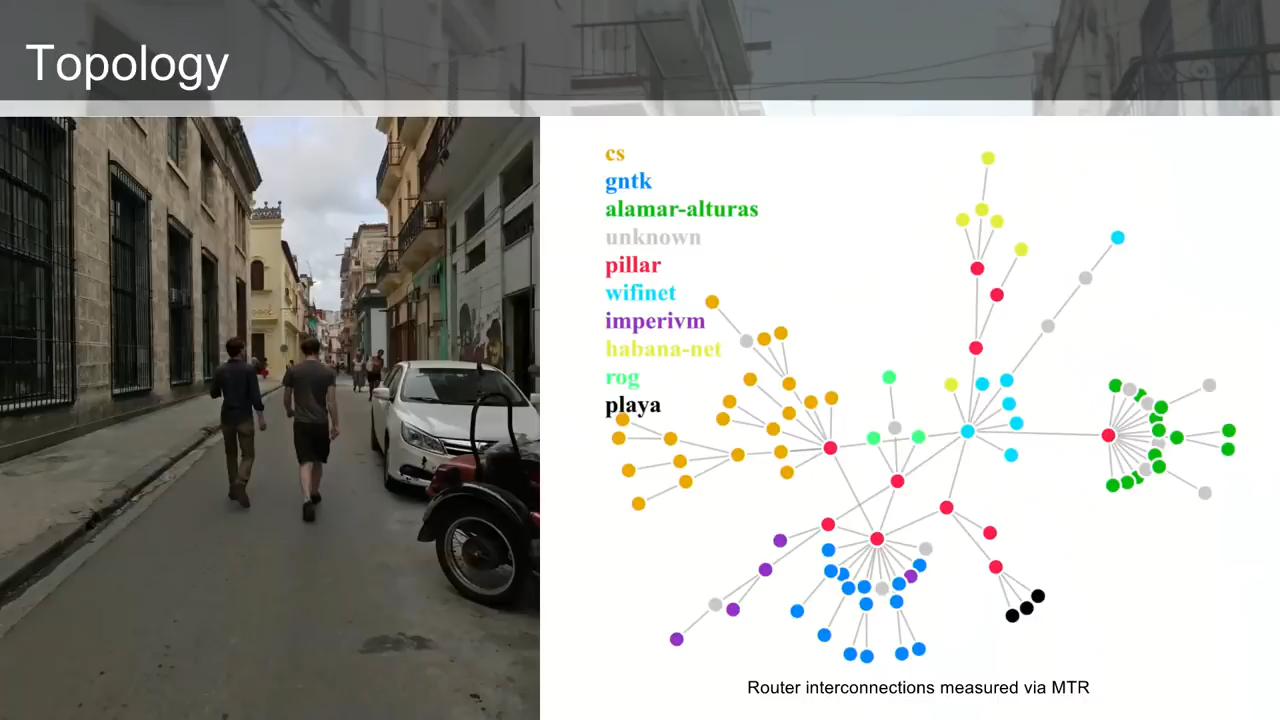 Topology
cs
gntk
alamar-alturas
unknown
pillar
wifinet
imperivm
habana-net
rog
playa
Router interconnections measured via MTR